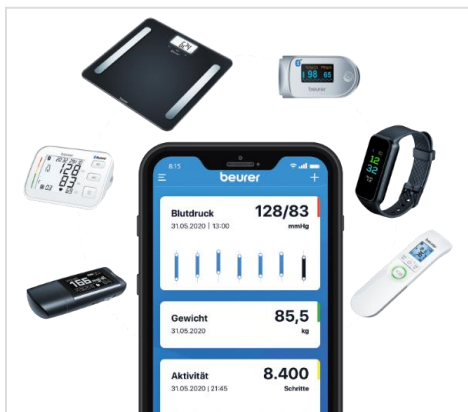 beurer
98 65
beurer
8:15
beurer
Blutdruck 128/83
31.05.2020 | 13:00 mmHg
Gewicht 85,5
31.05.2020 kg
Aktivität 8.400
31.05.2020 | 21:45 Schritte